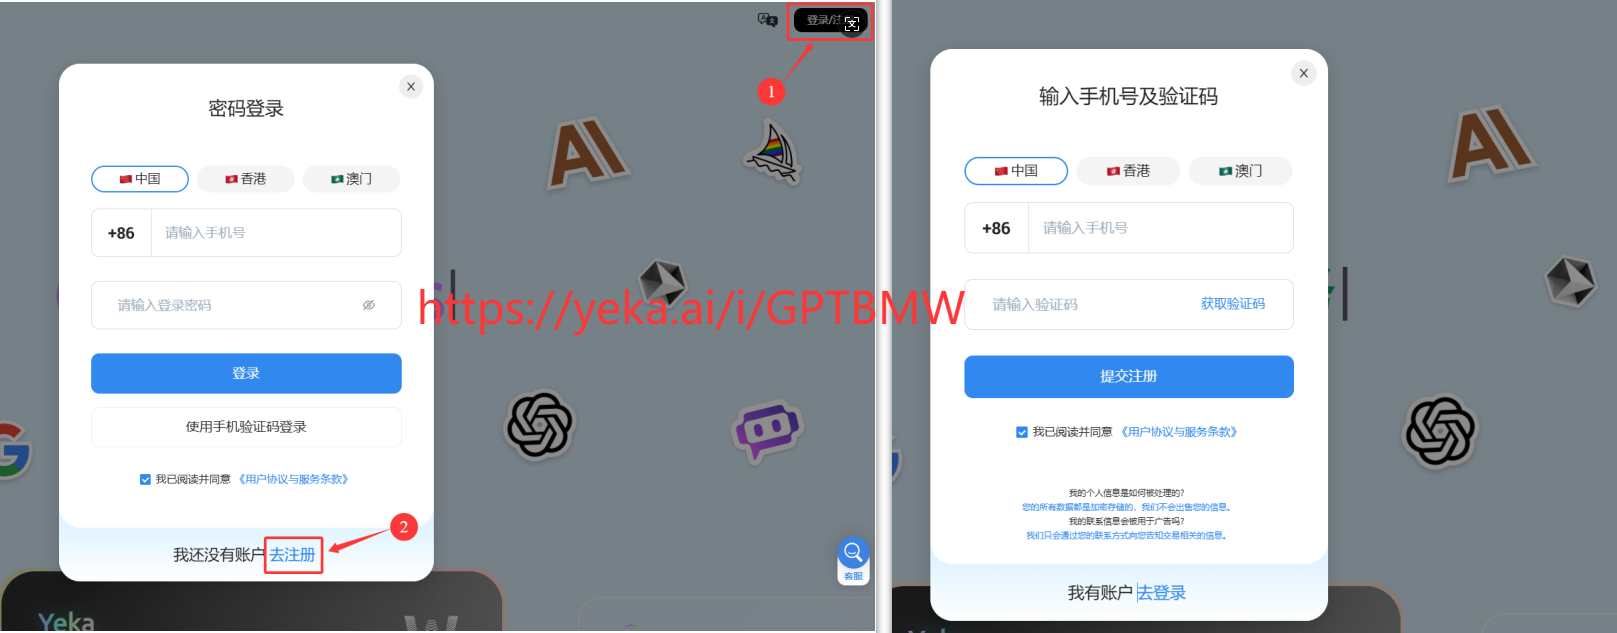 登录/注
1
X
密码登录
中国
香港
澳门
+86
请输入手机号
请输入登录密码
登录
使用手机验证码登录
我已阅读并同意 《用户协议与服务条款》
2
我还没有账户 去注册
客服
Yeka
https://yeka.ai/i/GPTBMW
X
输入手机号及验证码
中国
香港
澳门
+86
请输入手机号
请输入验证码
获取验证码
提交注册
我已阅读并同意 《用户协议与服务条款》
我的个人信息是如何被处理的?
您的所有数据都是加密存储的，我们不会出售您的信息。
我的联系信息会被用于广告吗?
我们只会通过您的联系方式向您告知交易相关的信息。
我有账户 去登录